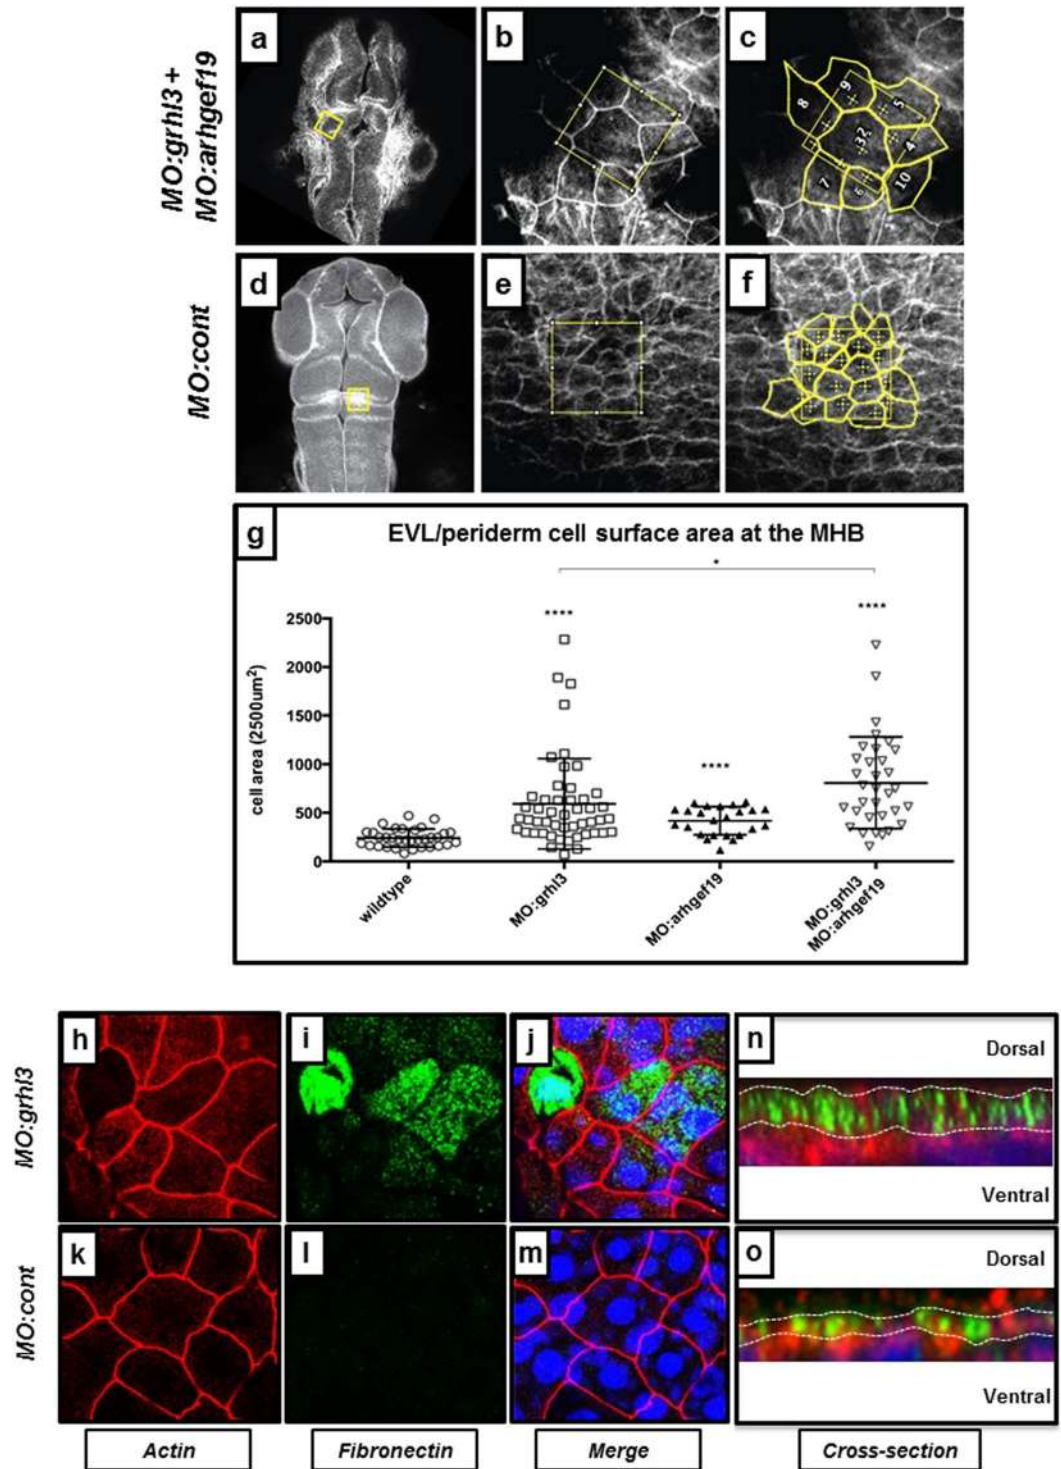 MO:grhl3 +
MO:arhgef19
a
b
c
8
9
5
32
4
7
6
10
MO:cont
d
e
f
g
EVL/periderm cell surface area at the MHB
*
****
****
****
cell area (2500um²)
2500
2000
1500
1000
500
0
wildtype
MO:grhl3
MO:arhgef19
MO:grhl3
MO:arhgef19
MO:grhl3
h
i
j
n
Dorsal
Ventral
MO:cont
k
l
m
o
Dorsal
Ventral
Actin
Fibronectin
Merge
Cross-section